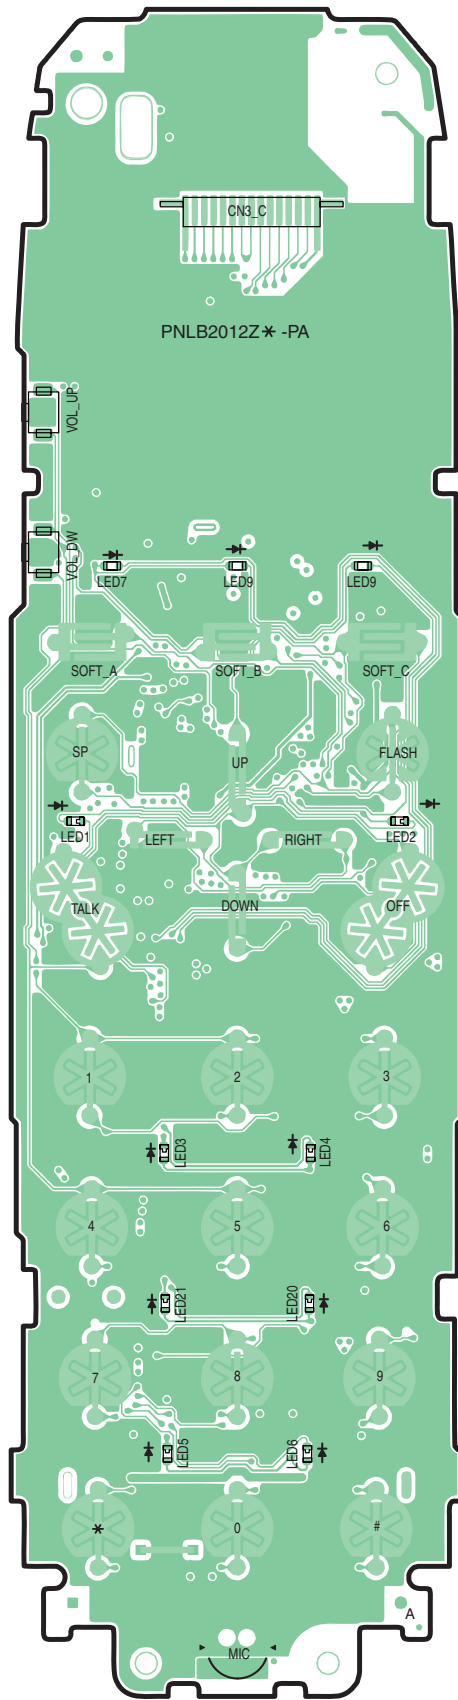 CN3_C
PNLB2012Z* -PA
VOL_UP
VOL_DW
LED7
LED9
LED9
SOFT_A
SOFT_B
SOFT_C
SP
UP
FLASH
LED1
LEFT
RIGHT
LED2
TALK
DOWN
OFF
1
2
3
LED3
LED4
4
5
6
LED21
LED20
7
8
9
LED5
LED6
*
0
#
A
MIC